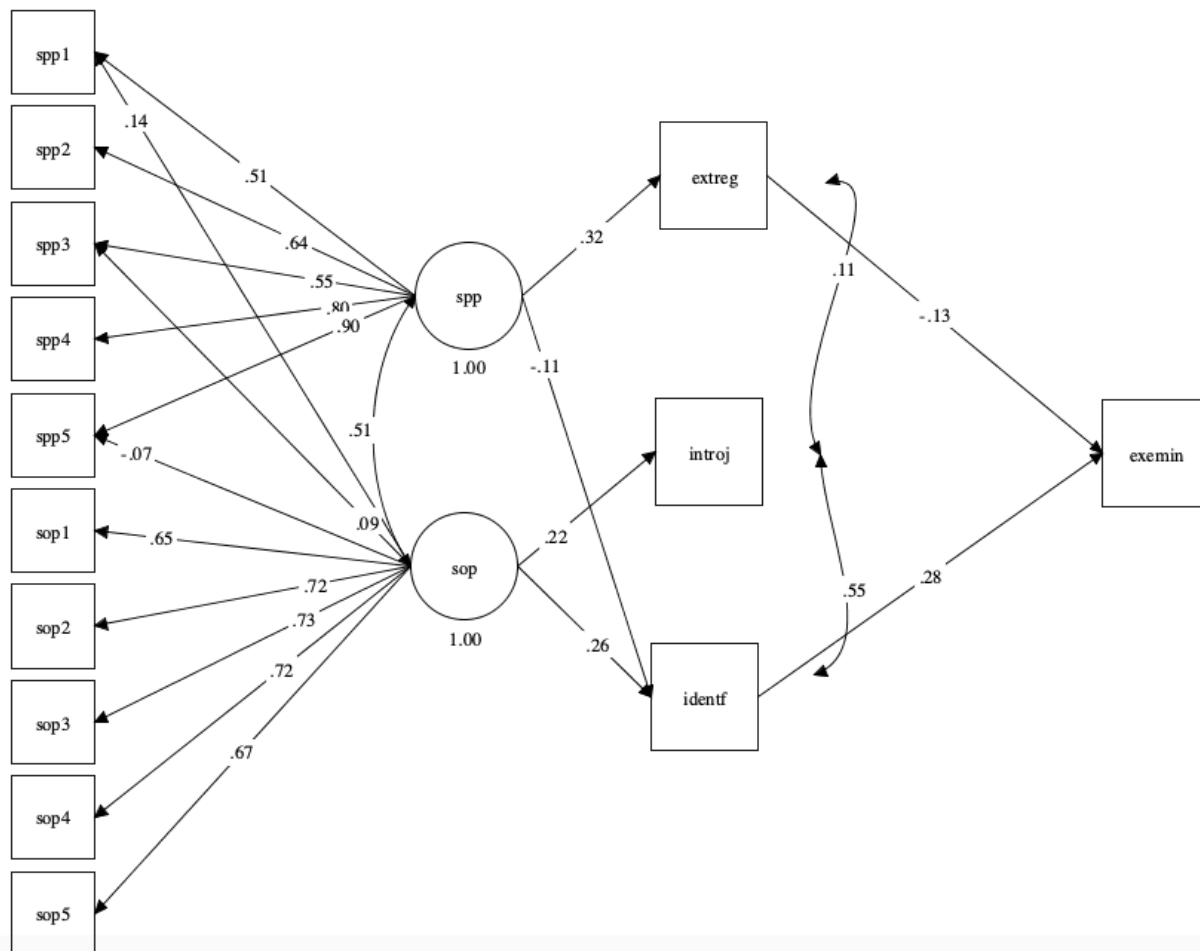 spp1
.14
spp2
.51
extreg
.32
spp3
.64
.11
.55
spp
-.13
.80
.90
spp4
1.00
-.11
spp5
.51
-.07
introj
exemin
sop1
.65
.09
.22
sop
.72
.28
.55
sop2
.73
1.00
.26
.72
sop3
identf
.67
sop4
sop5